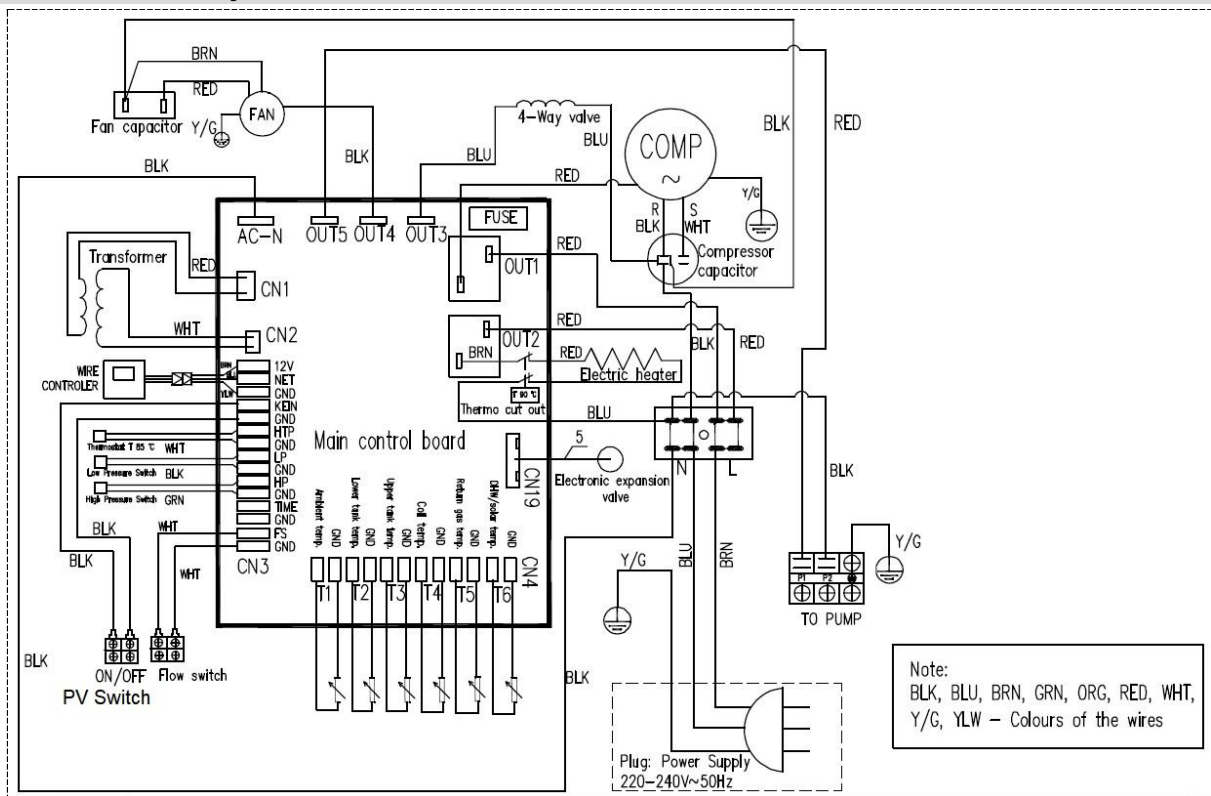 BRN
RED
Fan capacitor
Y/G
FAN
BLK
BLK
4-Way valve
BLU
BLU
COMP
~
BLK
RED
RED
Y/G
R
S
BLK
WHT
Compressor
capacitor
AC-N
OUT5
OUT4
OUT3
FUSE
OUT1
RED
Transformer
RED
CN1
WHT
CN2
OUT2
RED
BRN
RED
Electric heater
T 90 ℃
Thermo cut out
BLK
RED
WIRE
CONTROLER
BRN
BLU
YLW
12V
NET
GND
KEIN
GND
HTP
GND
LP
GND
HP
GND
TIME
GND
FS
GND
CN3
Thermostat T 85 ℃
WHT
Low Pressure Switch
BLK
High Pressure Switch
GRN
BLK
WHT
BLK
WHT
Main control board
CN19
5
Electronic expansion
valve
BLU
N
L
BLK
Ambient temp.
GND
Lower tank temp.
GND
Upper tank temp.
GND
Coil temp.
GND
Return gas temp.
GND
DHW/solar temp.
GND
CN4
T1
T2
T3
T4
T5
T6
Y/G
BLU
BRN
Y/G
P1
P2
TO PUMP
ON/OFF
Flow switch
PV Switch
BLK
BLK
Plug: Power Supply
220-240V~50Hz
Note:
BLK, BLU, BRN, GRN, ORG, RED, WHT,
Y/G, YLW – Colours of the wires